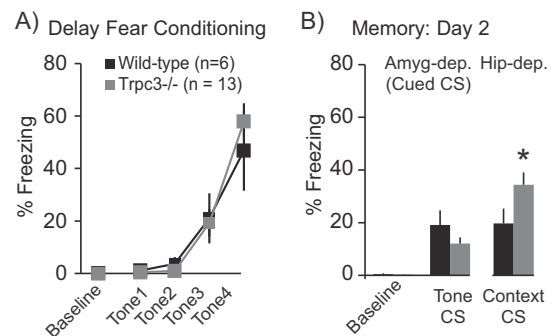 A) Delay Fear Conditioning
Wild-type (n=6)
Trpc3-/- (n = 13)
% Freezing
80
60
40
20
0
Baseline
Tone1
Tone2
Tone3
Tone4
B) Memory: Day 2
Amyg-dep. Hip-dep.
(Cued CS)
% Freezing
80
60
40
20
0
*
Baseline
Tone Context
CS CS